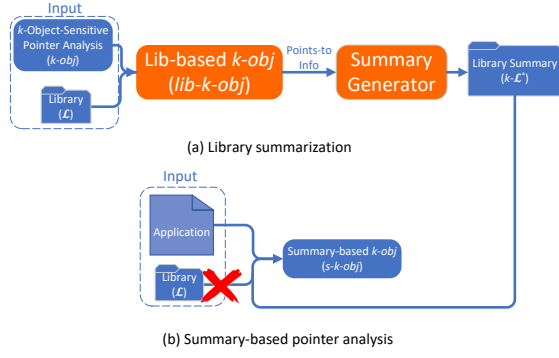 Input
k-Object-Sensitive
Pointer Analysis
(k-obj)
Library
(ℒ)
Lib-based k-obj
(lib-k-obj)
Points-to
Info
Summary
Generator
Library Summary
(k-ℒ*)
(a) Library summarization
Input
Application
Library
(ℒ)
Summary-based k-obj
(s-k-obj)
(b) Summary-based pointer analysis